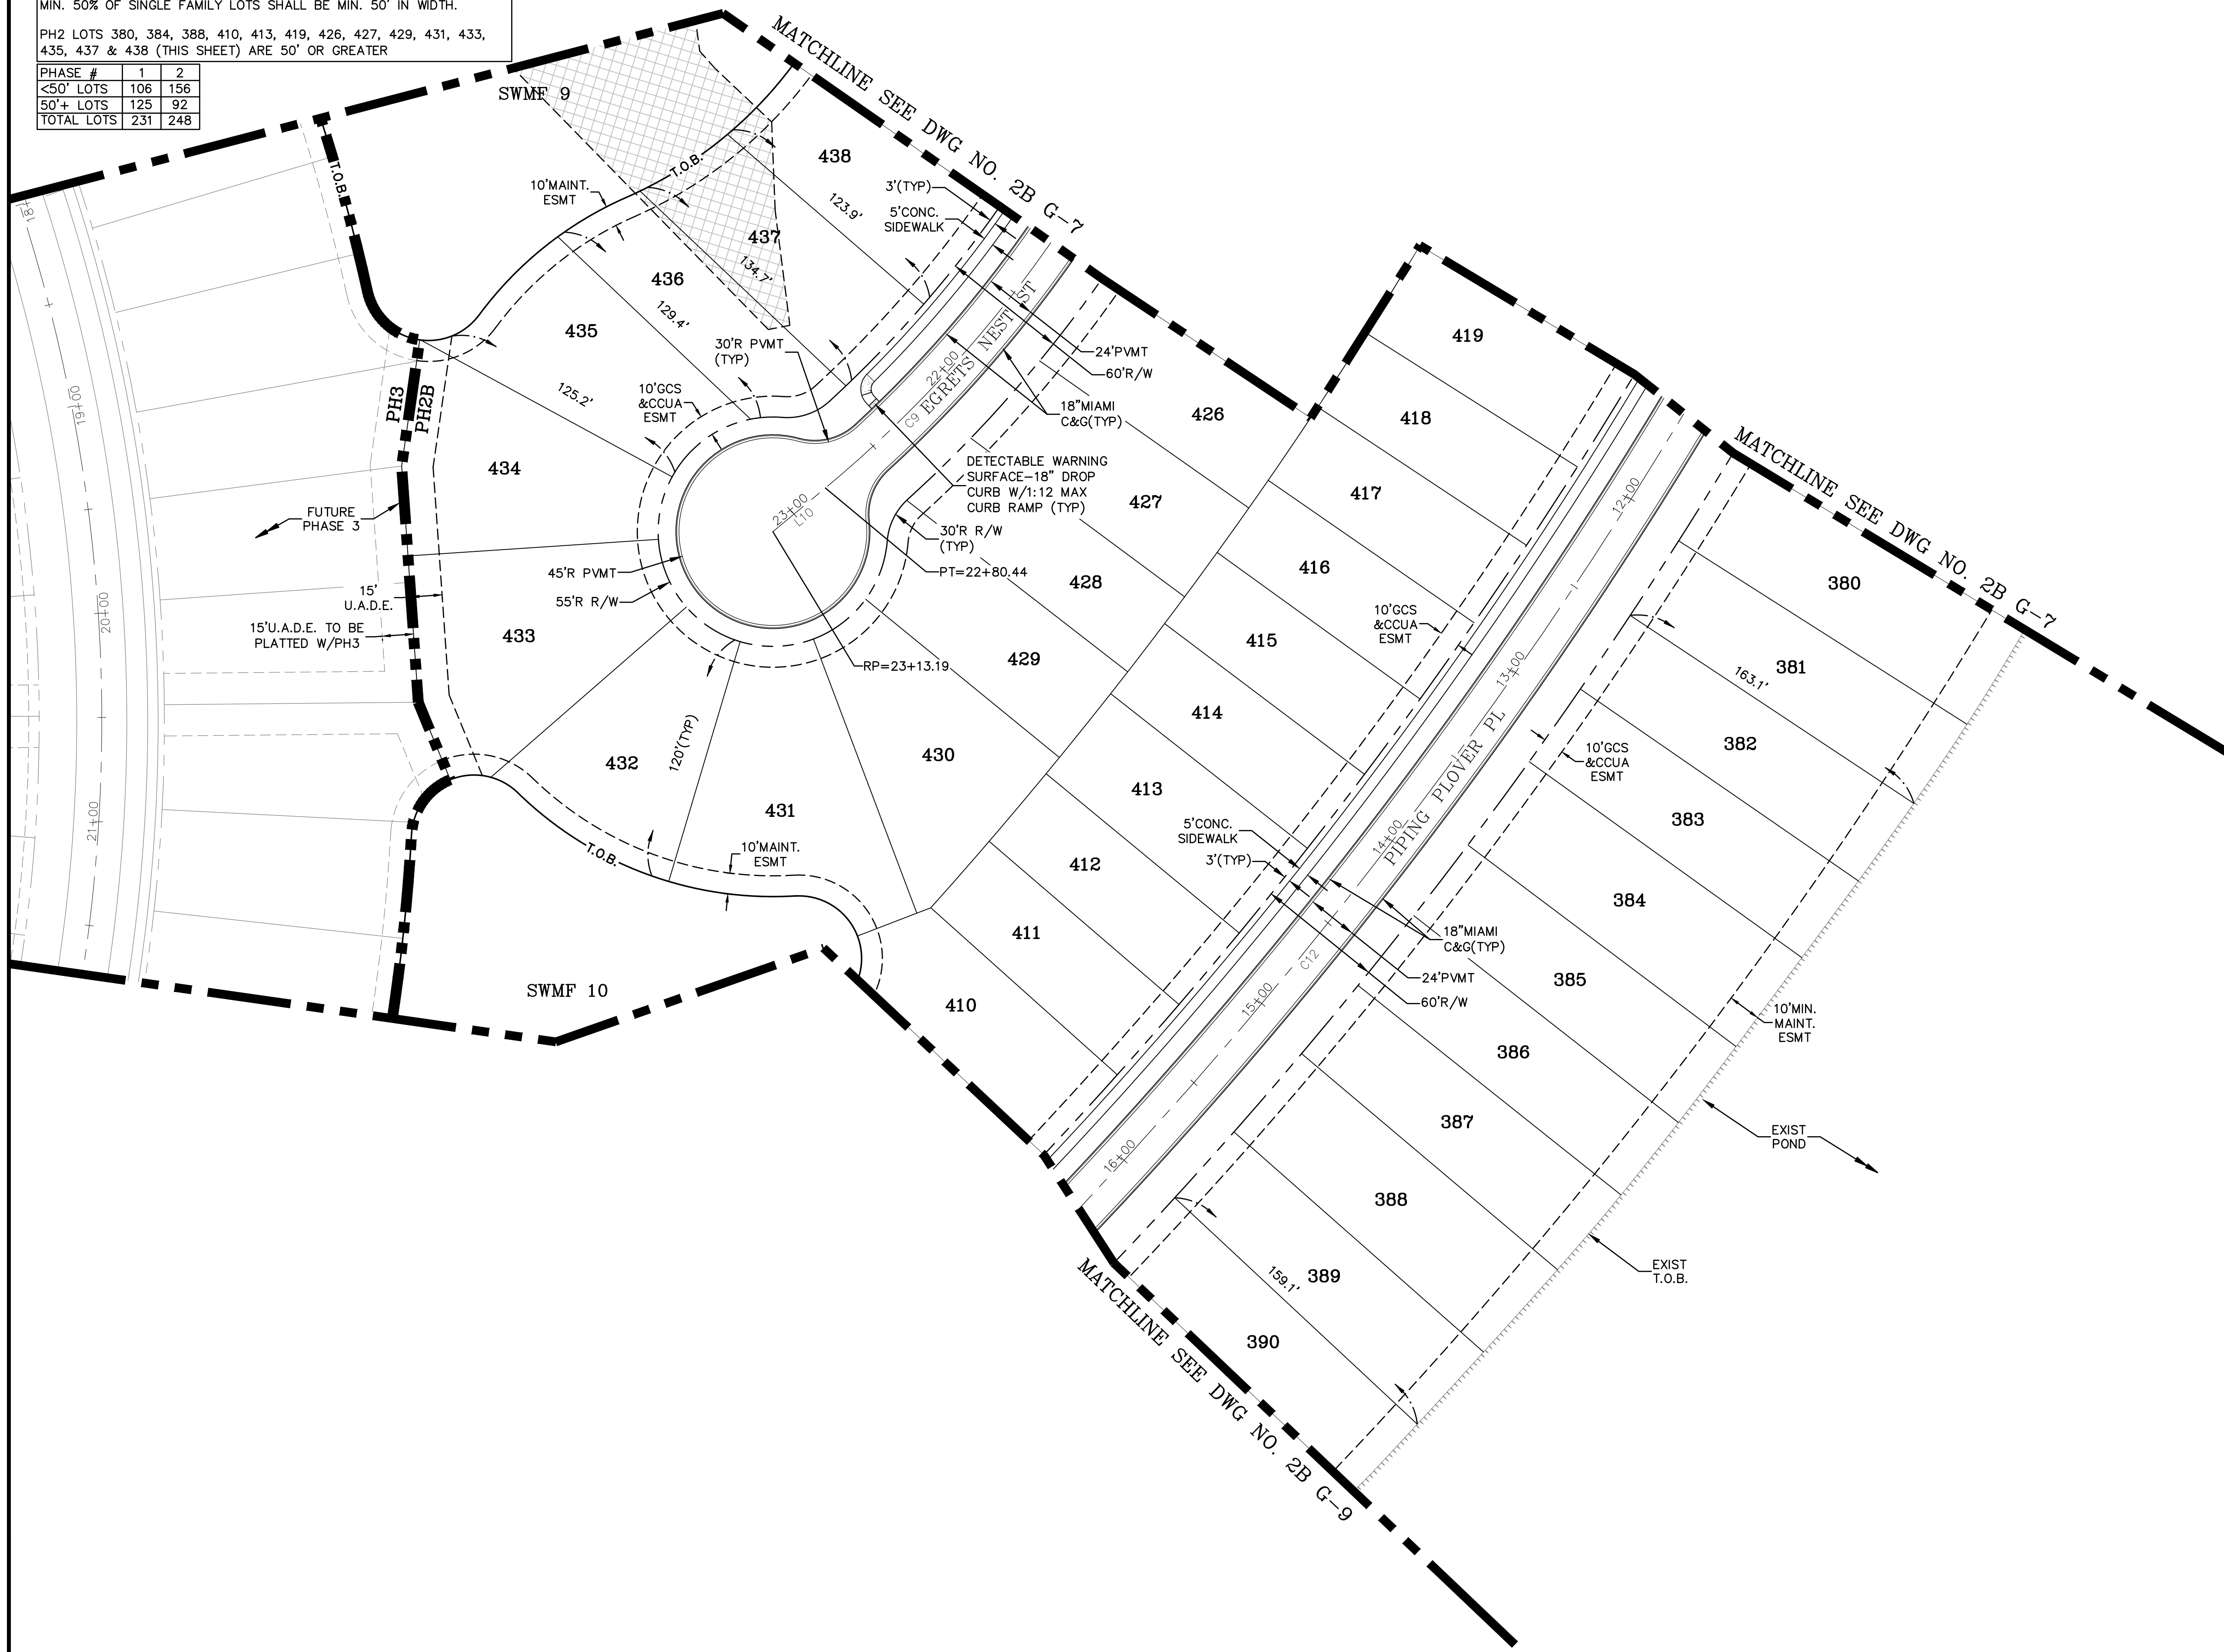 MIN. 50% OF SINGLE FAMILY LOTS SHALL BE MIN. 50' IN WIDTH.
PH2 LOTS 380, 384, 388, 410, 413, 419, 426, 427, 429, 431, 433,
435, 437 & 438 (THIS SHEET) ARE 50' OR GREATER
PHASE # 1 2
<50' LOTS 106 156
50'+ LOTS 125 92
TOTAL LOTS 231 248
SWMF 9
MATCHLINE SEE DWG NO. 2B G-7
T.O.B.
T.O.B.
10'MAINT.
ESMT
438
123.9'
3'(TYP)
5'CONC.
SIDEWALK
437
134.7'
436
129.4'
435
125.2'
30'R PVMT
(TYP)
10'GCS
&CCUA
ESMT
22+00
C9
EGRETS NEST ST
24'PVMT
60'R/W
18"MIAMI
C&G(TYP)
426
DETECTABLE WARNING
SURFACE-18" DROP
CURB W/1:12 MAX
CURB RAMP (TYP)
427
PH3
PH2B
434
23+00
L10
30'R R/W
(TYP)
PT=22+80.44
428
FUTURE
PHASE 3
45'R PVMT
55'R R/W
15'
U.A.D.E.
15'U.A.D.E. TO BE
PLATTED W/PH3
433
RP=23+13.19
429
430
432
120'(TYP)
431
10'MAINT.
ESMT
T.O.B.
SWMF 10
18+
19+00
20+00
21+00
419
418
417
416
415
414
413
412
411
410
10'GCS
&CCUA
ESMT
MATCHLINE SEE DWG NO. 2B G-7
12+00
13+00
14+00
PIPING PLOVER PL
C12
15+00
16+00
5'CONC.
SIDEWALK
3'(TYP)
18"MIAMI
C&G(TYP)
24'PVMT
60'R/W
380
381
163.1'
382
10'GCS
&CCUA
ESMT
383
384
385
10'MIN.
MAINT.
ESMT
386
387
EXIST
POND
388
EXIST
T.O.B.
389
159.1'
390
MATCHLINE SEE DWG NO. 2B G-9